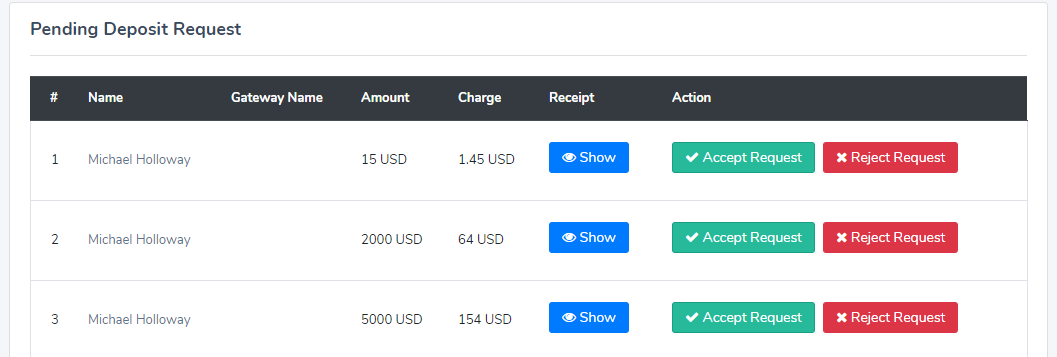 Pending Deposit Request
# Name Gateway Name Amount Charge Receipt Action
1 Michael Holloway 15 USD 1.45 USD Show Accept Request Reject Request
2 Michael Holloway 2000 USD 64 USD Show Accept Request Reject Request
3 Michael Holloway 5000 USD 154 USD Show Accept Request Reject Request